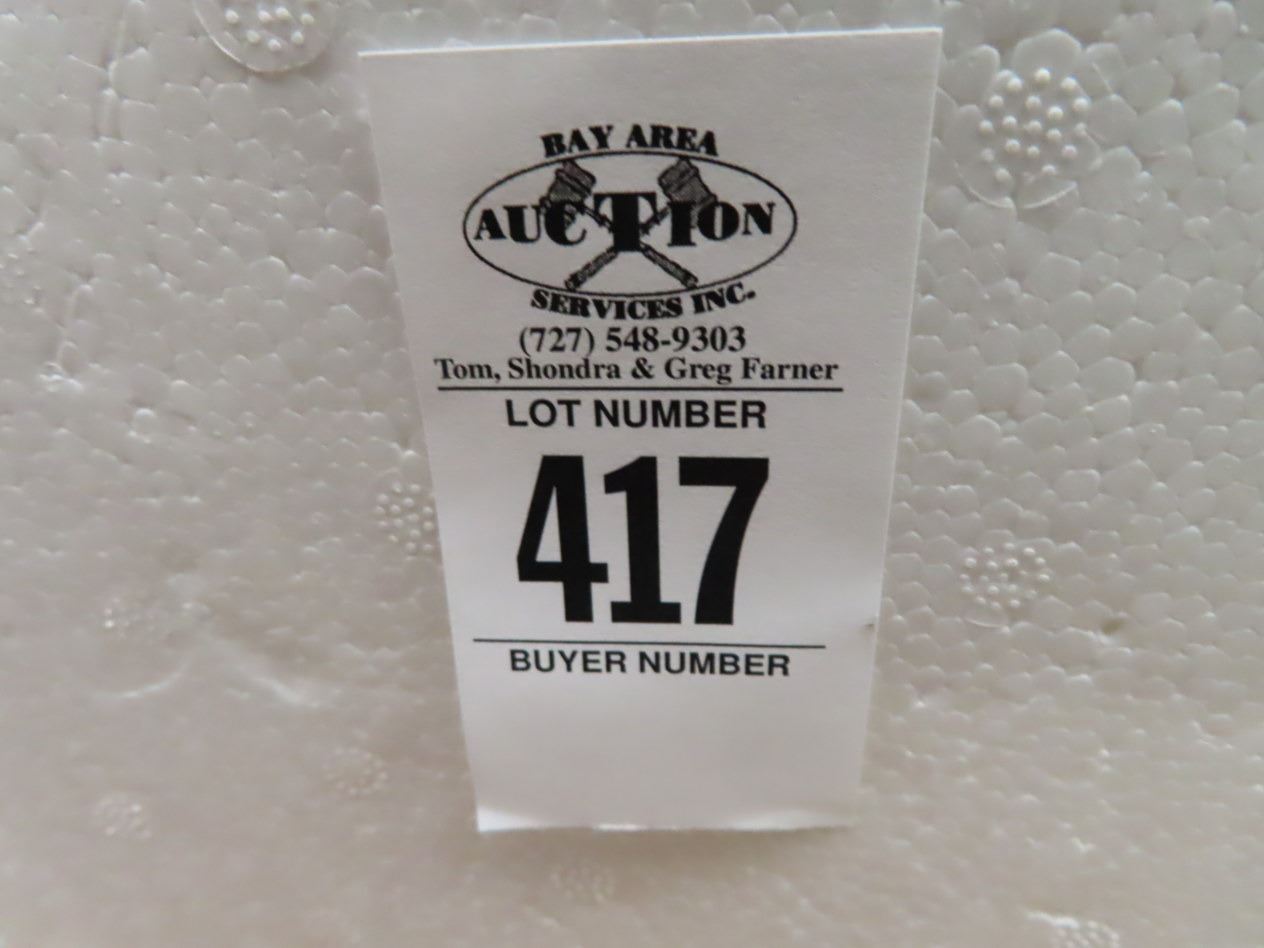 BAY AREA
AUCTION
SERVICES INC.
(727) 548-9303
Tom, Shondra & Greg Farner
LOT NUMBER
417
BUYER NUMBER